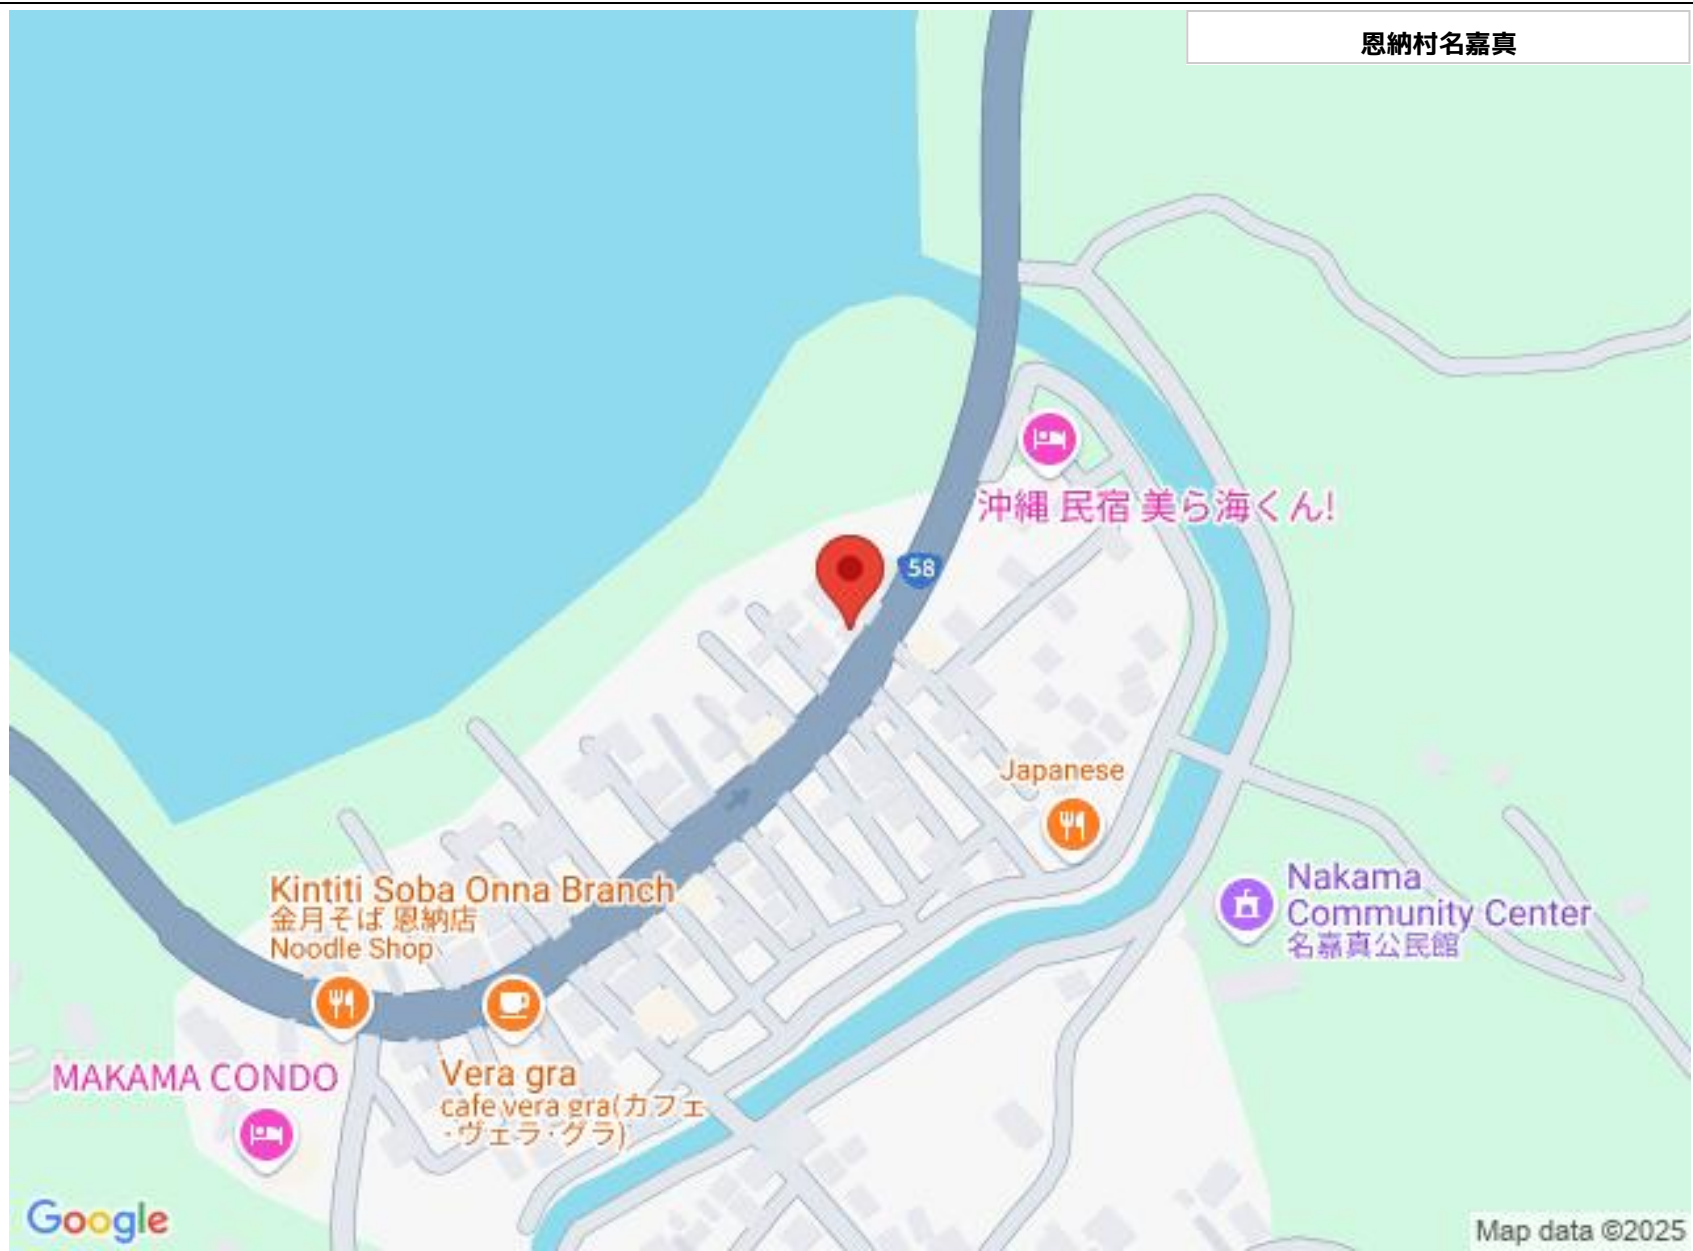 恩納村名嘉真
沖縄 民宿 美ら海くん!
58
Japanese
Kintiti Soba Onna Branch
金月そば 恩納店
Noodle Shop
Nakama
Community Center
名嘉真公民館
MAKAMA CONDO
Vera gra
cafe vera gra(カフェ
・ヴェラ・グラ)
Google
Map data ©2025